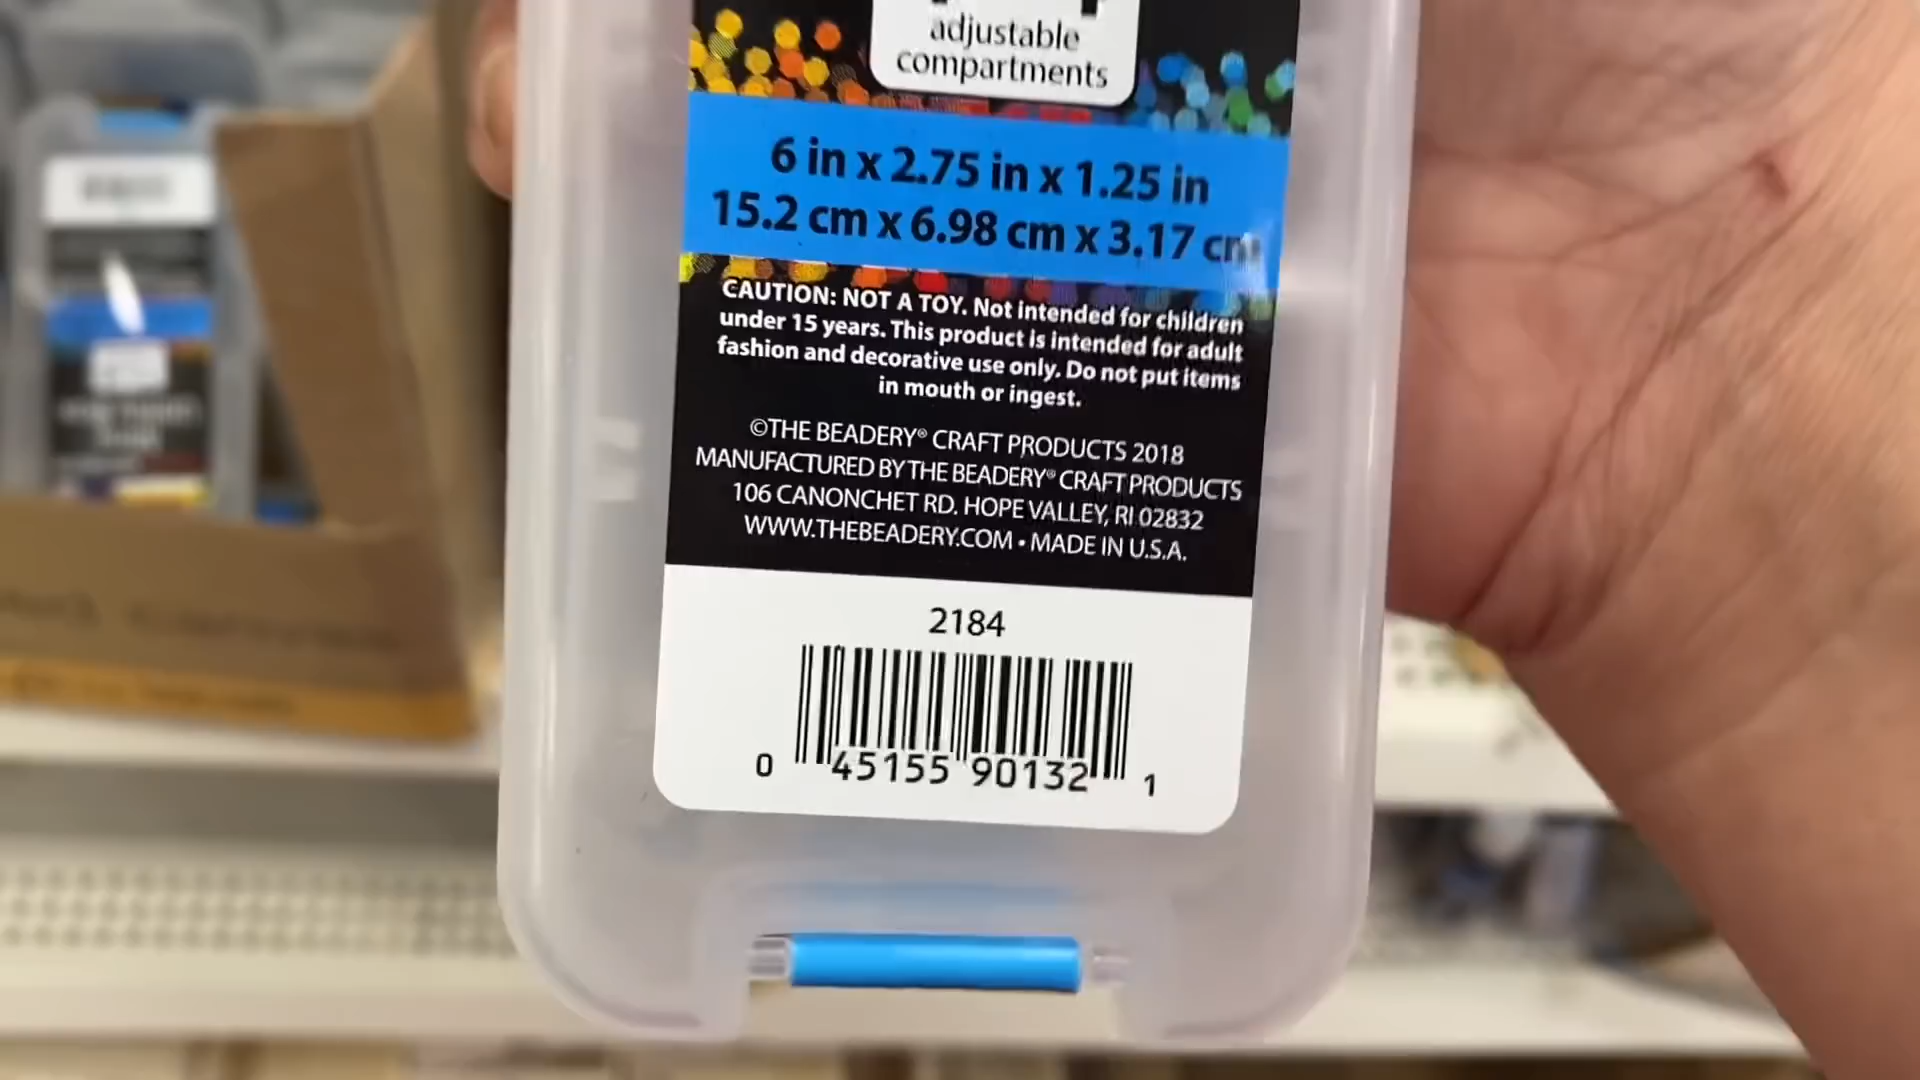 adjustable
compartments
6 in x 2.75 in x 1.25 in
15.2 cm x 6.98 cm x 3.17 cm
CAUTION: NOT A TOY. Not intended for children
under 15 years. This product is intended for adult
fashion and decorative use only. Do not put items
in mouth or ingest.
©THE BEADERY® CRAFT PRODUCTS 2018
MANUFACTURED BY THE BEADERY® CRAFT PRODUCTS
106 CANONCHET RD. HOPE VALLEY, RI 02832
WWW.THEBEADERY.COM • MADE IN U.S.A.
2184
0 45155 90132 1